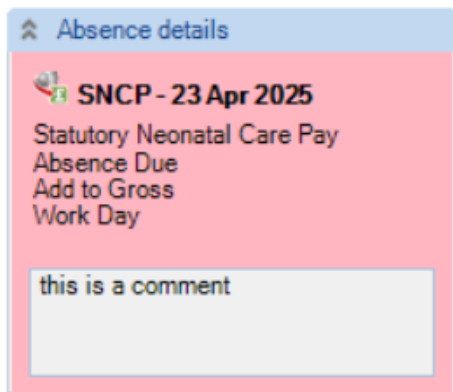 Absence details
SNCP - 23 Apr 2025
Statutory Neonatal Care Pay
Absence Due
Add to Gross
Work Day
this is a comment